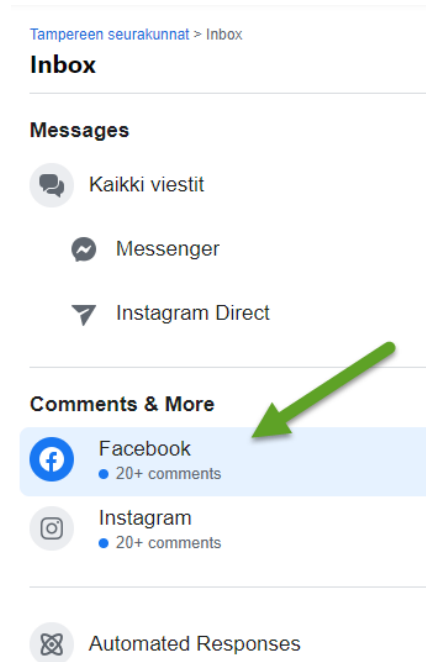 Tampereen seurakunnat > Inbox
Inbox
Messages
Kaikki viestit
Messenger
Instagram Direct
Comments & More
Facebook
20+ comments
Instagram
20+ comments
Automated Responses